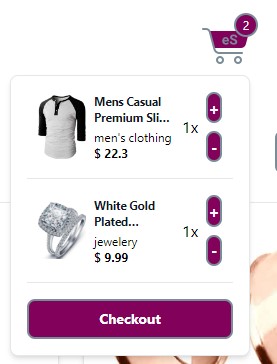 2
eS
Mens Casual
Premium Sli...
men's clothing
$ 22.3
+
1x
-
White Gold
Plated...
jewelery
$ 9.99
+
1x
-
Checkout